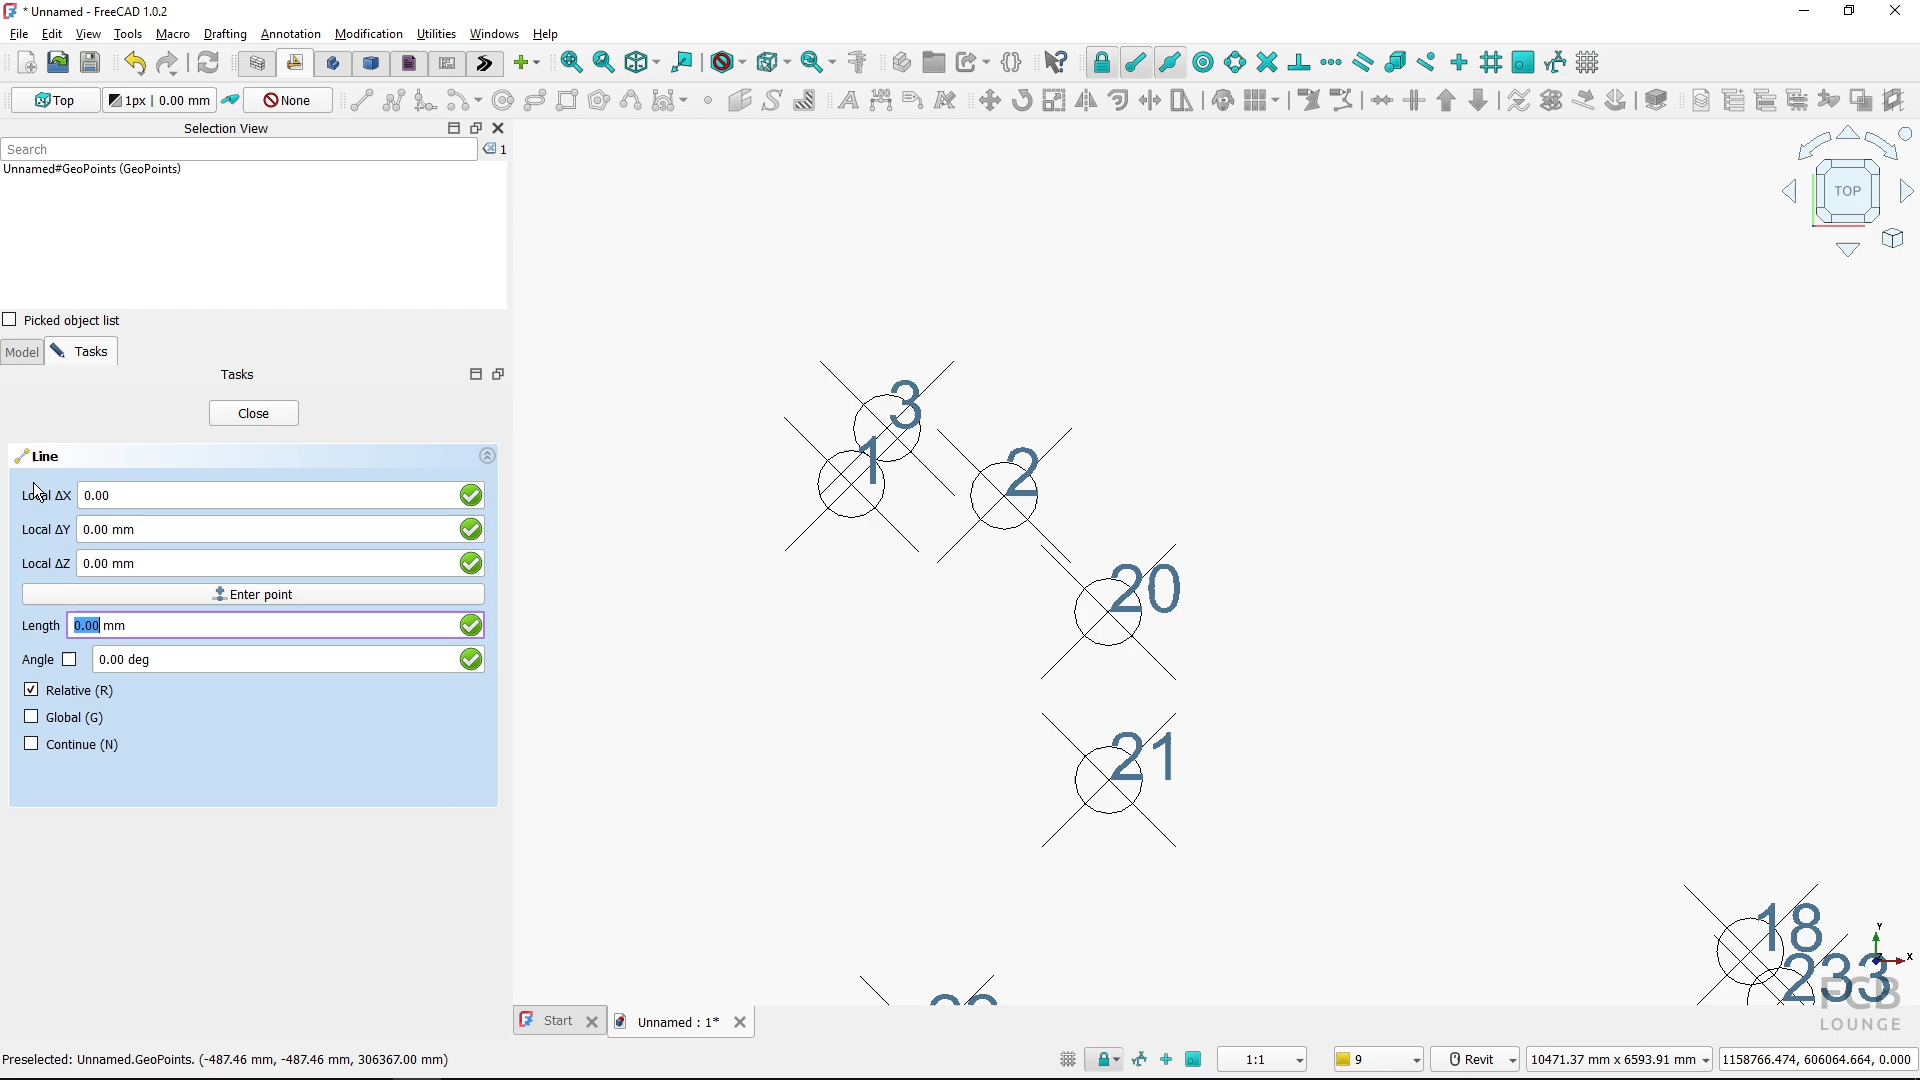 * Unnamed - FreeCAD 1.0.2
File Edit View Tools Macro Drafting Annotation Modification Utilities Windows Help
Top 1px | 0.00 mm None
Selection View
Search 1
Unnamed#GeoPoints (GeoPoints)
Picked object list
Model Tasks
Tasks
Close
Line
Local ΔX 0.00
Local ΔY 0.00 mm
Local ΔZ 0.00 mm
Enter point
Length 0.00 mm
Angle 0.00 deg
Relative (R)
Global (G)
Continue (N)
TOP
3
1
2
20
21
18
233
Y
Z
X
FCB
LOUNGE
Start Unnamed : 1*
Preselected: Unnamed.GeoPoints. (-487.46 mm, -487.46 mm, 306367.00 mm)
1:1 9 Revit 10471.37 mm x 6593.91 mm 1158766.474, 606064.664, 0.000